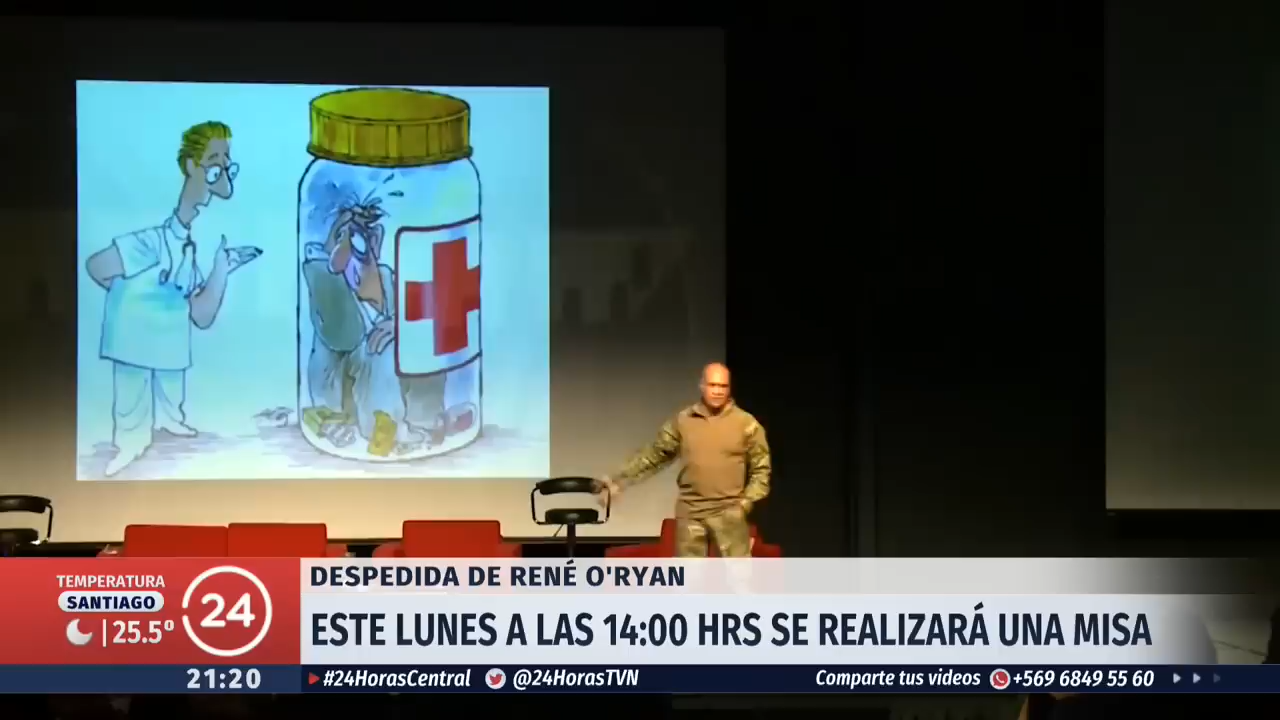 DESPEDIDA DE RENÉ O'RYAN
ESTE LUNES A LAS 14:00 HRS SE REALIZARÁ UNA MISA
TEMPERATURA
SANTIAGO
25.5°
24
21:20
#24HorasCentral
@24HorasTVN
Comparte tus videos
+569 6849 55 60